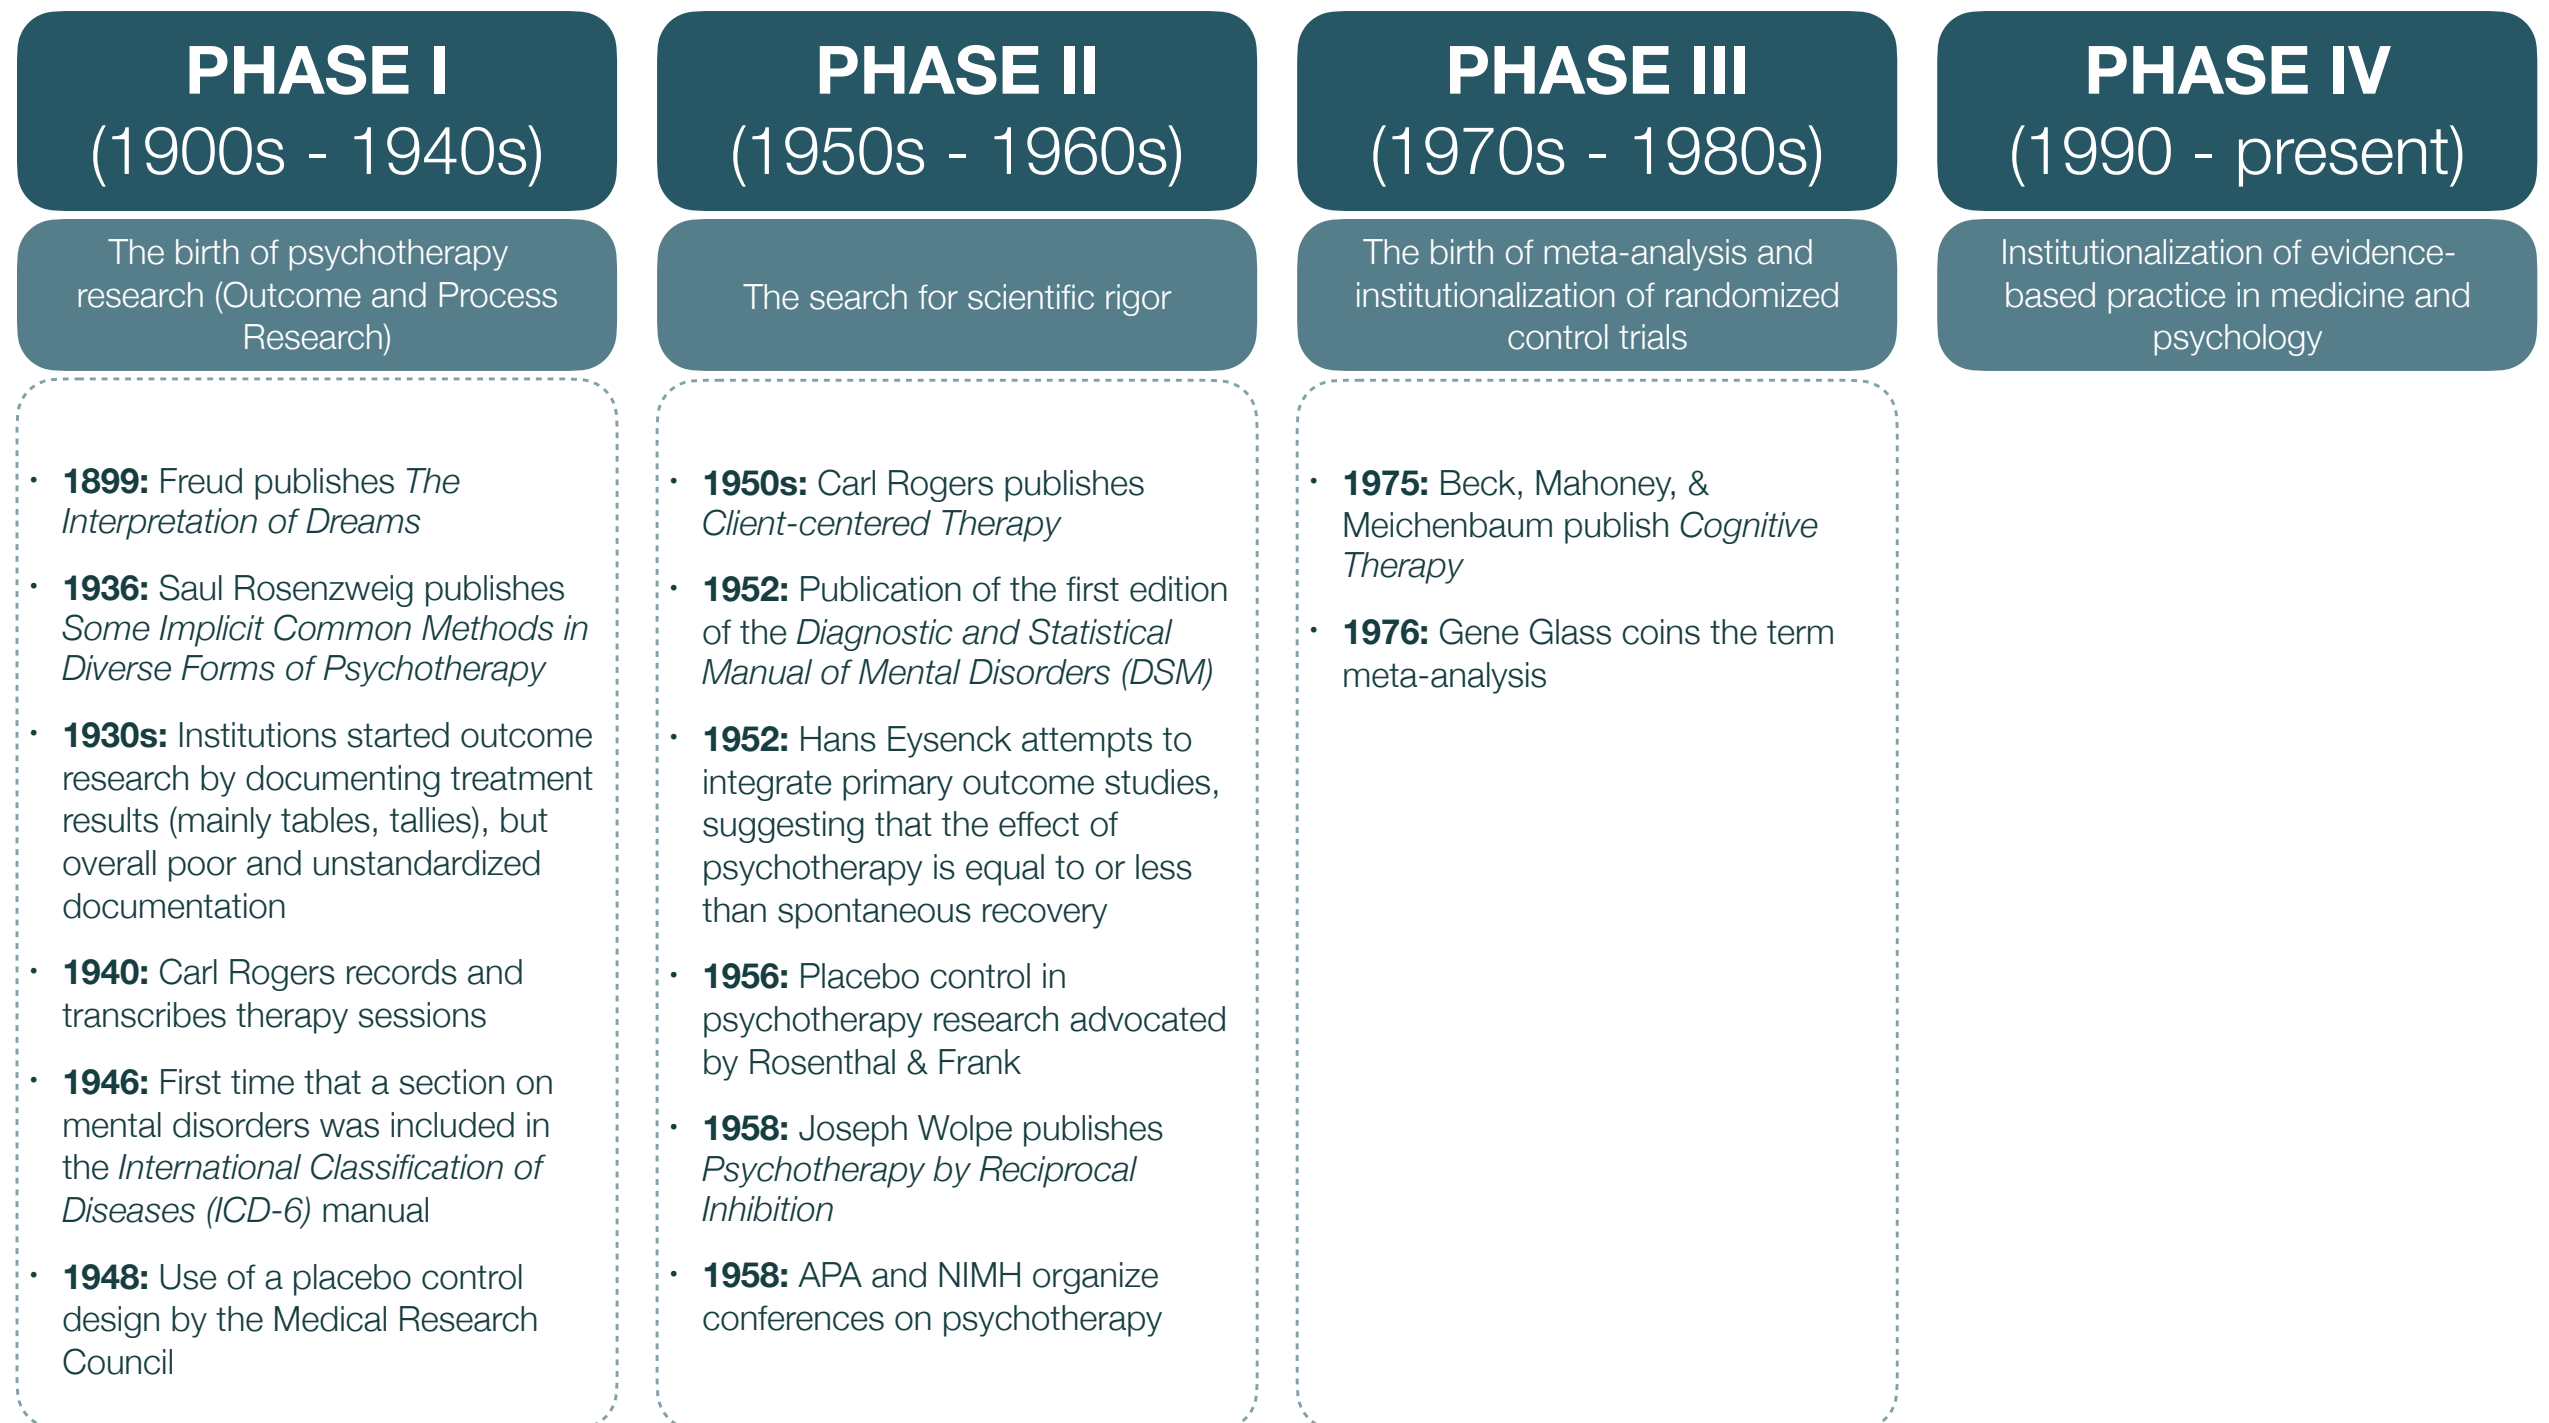 PHASE I
(1900s - 1940s)
The birth of psychotherapy
research (Outcome and Process
Research)
• 1899: Freud publishes The
Interpretation of Dreams
• 1936: Saul Rosenzweig publishes
Some Implicit Common Methods in
Diverse Forms of Psychotherapy
• 1930s: Institutions started outcome
research by documenting treatment
results (mainly tables, tallies), but
overall poor and unstandardized
documentation
• 1940: Carl Rogers records and
transcribes therapy sessions
• 1946: First time that a section on
mental disorders was included in
the International Classification of
Diseases (ICD-6) manual
• 1948: Use of a placebo control
design by the Medical Research
Council
PHASE II
(1950s - 1960s)
The search for scientific rigor
• 1950s: Carl Rogers publishes
Client-centered Therapy
• 1952: Publication of the first edition
of the Diagnostic and Statistical
Manual of Mental Disorders (DSM)
• 1952: Hans Eysenck attempts to
integrate primary outcome studies,
suggesting that the effect of
psychotherapy is equal to or less
than spontaneous recovery
• 1956: Placebo control in
psychotherapy research advocated
by Rosenthal & Frank
• 1958: Joseph Wolpe publishes
Psychotherapy by Reciprocal
Inhibition
• 1958: APA and NIMH organize
conferences on psychotherapy
PHASE III
(1970s - 1980s)
The birth of meta-analysis and
institutionalization of randomized
control trials
• 1975: Beck, Mahoney, &
Meichenbaum publish Cognitive
Therapy
• 1976: Gene Glass coins the term
meta-analysis
PHASE IV
(1990 - present)
Institutionalization of evidence-
based practice in medicine and
psychology